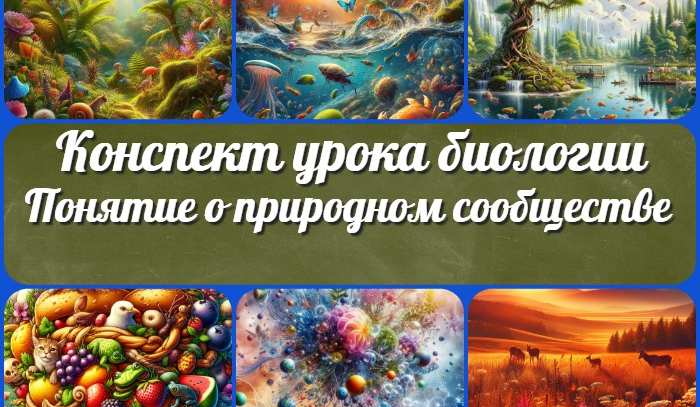 Конспект урока биологии
Понятие о природном сообществе